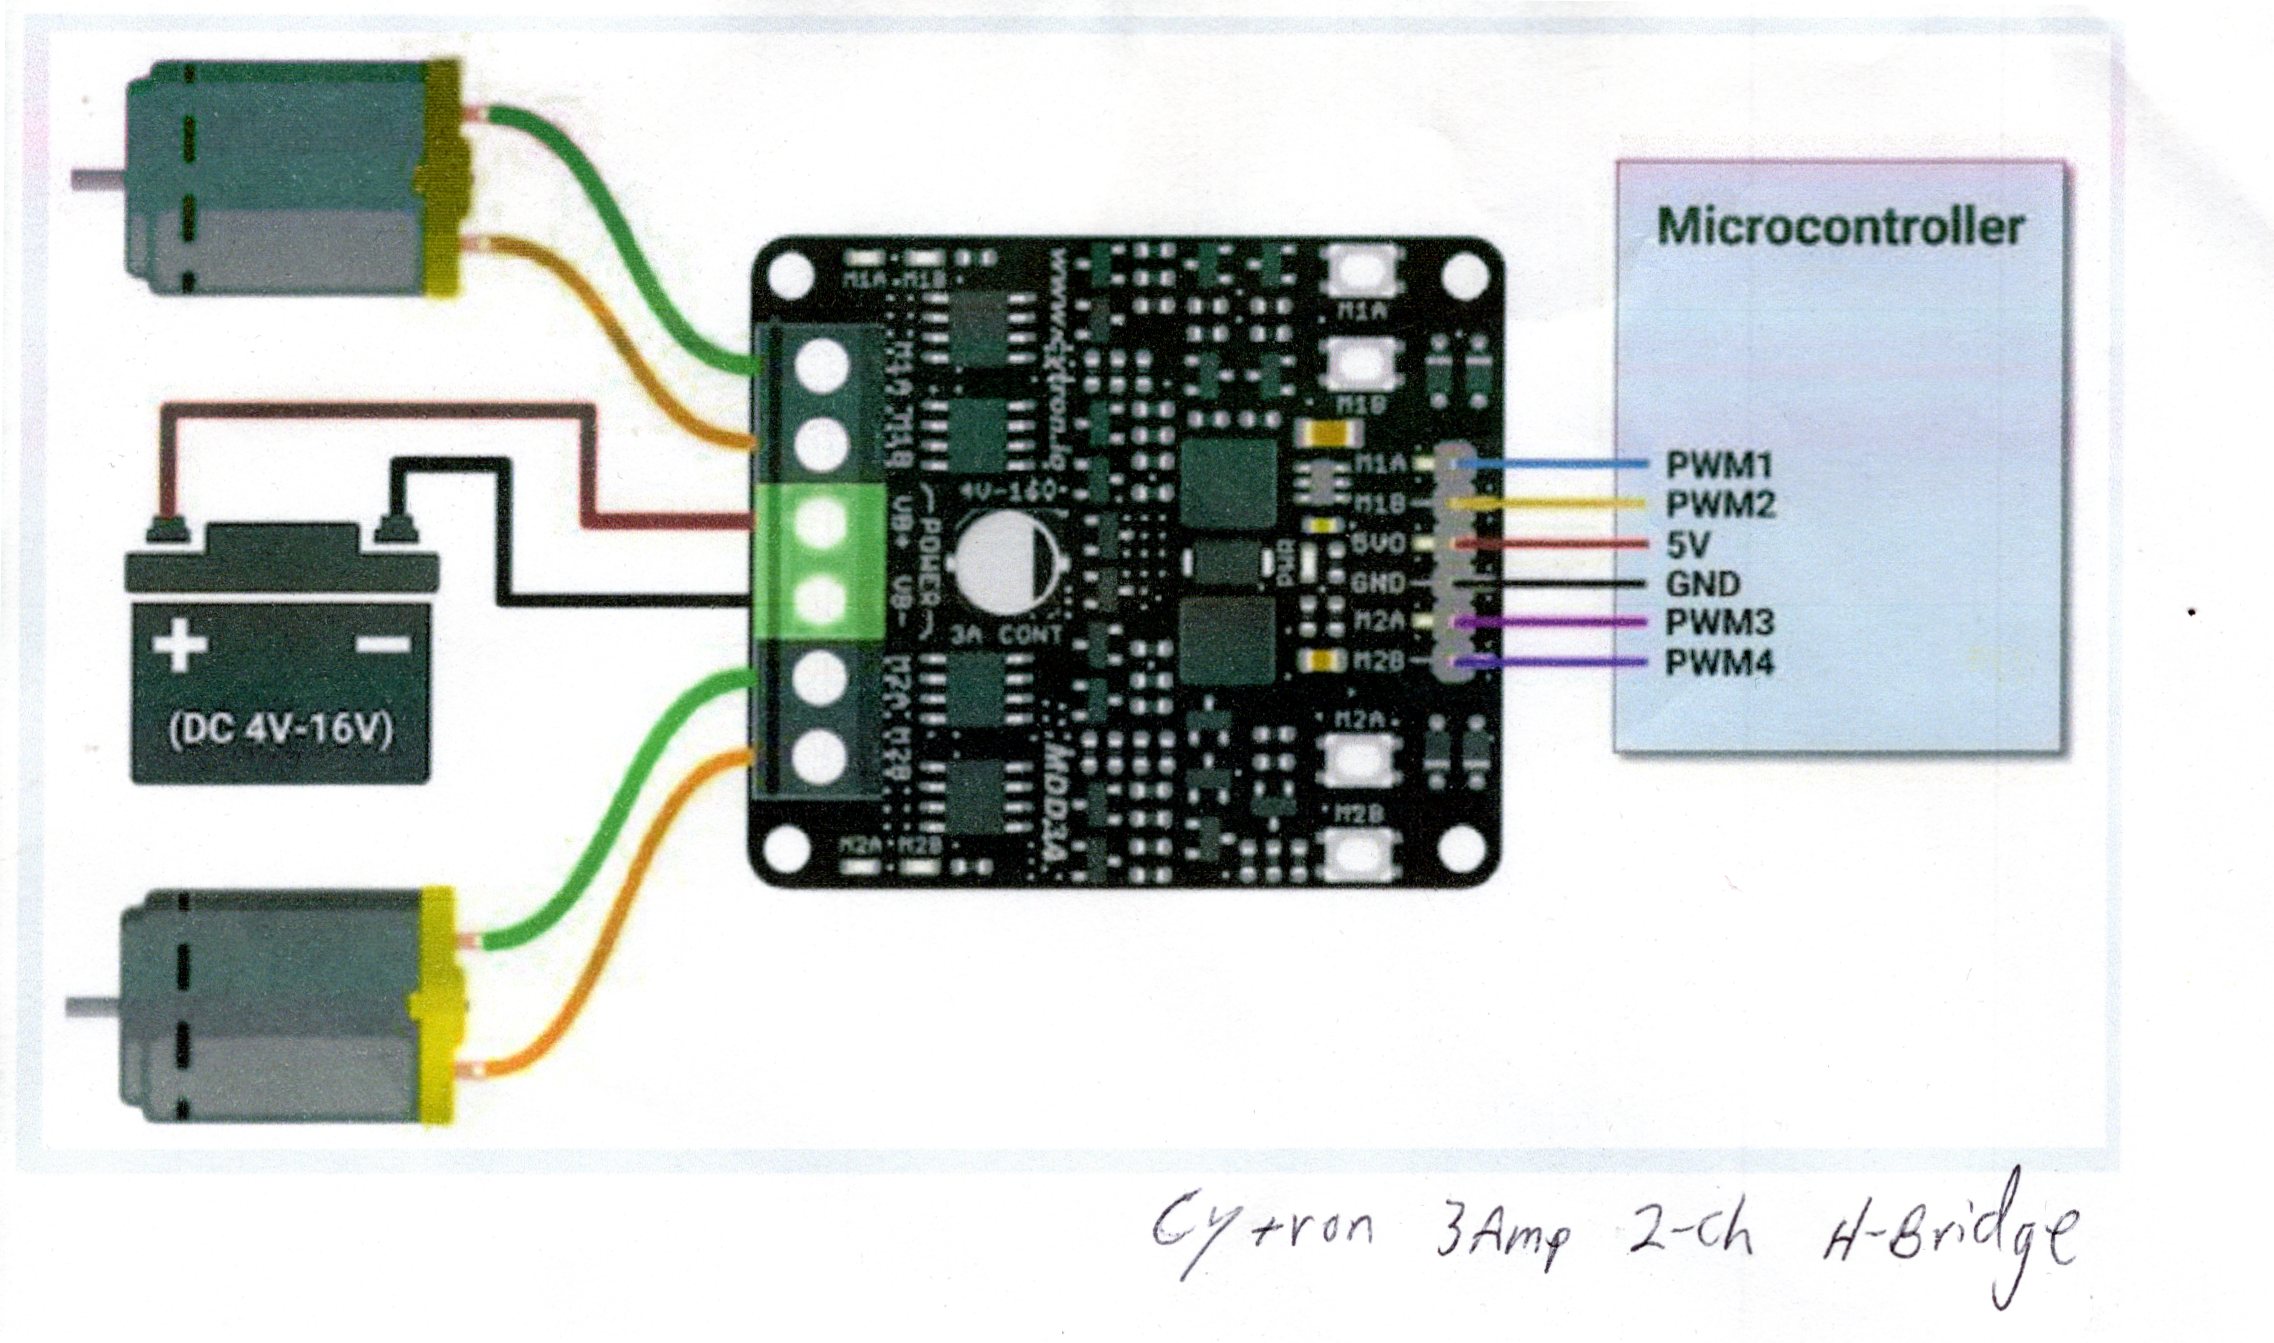 M1A M1B
M1A
M1B
www.cytron.io
M1A M1B
4V-16V
VB+ VB-
POWER
3A CONT
M2A M2B
MDD3A
M2A M2B
M1A
M1B
5VO
GND
M2A
M2B
M2A
M2B
Microcontroller
PWM1
PWM2
5V
GND
PWM3
PWM4
+ −
(DC 4V-16V)
Cytron 3Amp 2-Ch H-Bridge